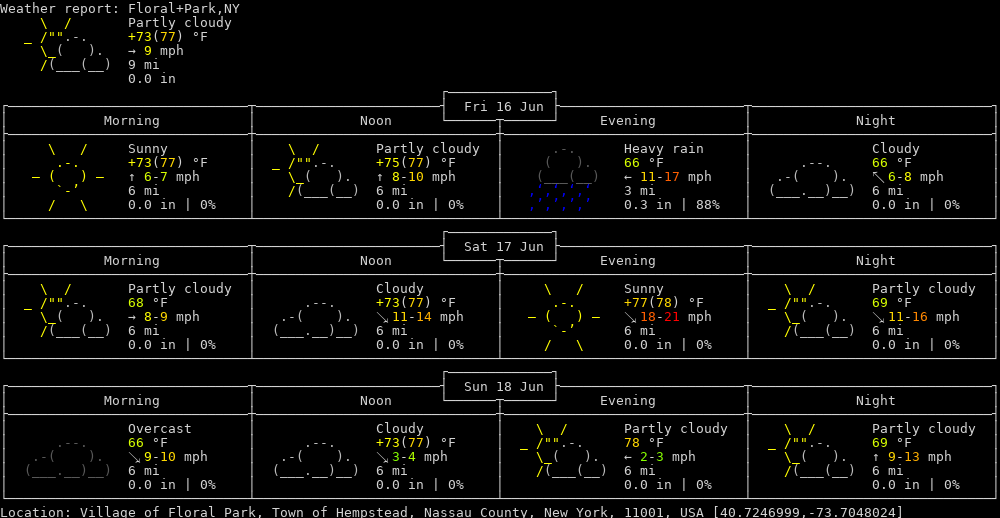 Weather report: Floral+Park,NY
Partly cloudy
+73(77) °F
→ 9 mph
9 mi
0.0 in
Fri 16 Jun
Morning Noon Evening Night
Sunny Partly cloudy Heavy rain Cloudy
+73(77) °F +75(77) °F 66 °F 66 °F
↑ 6-7 mph ↑ 8-10 mph ← 11-17 mph ↖ 6-8 mph
6 mi 6 mi 3 mi 6 mi
0.0 in | 0% 0.0 in | 0% 0.3 in | 88% 0.0 in | 0%
Sat 17 Jun
Morning Noon Evening Night
Partly cloudy Cloudy Sunny Partly cloudy
68 °F +73(77) °F +77(78) °F 69 °F
→ 8-9 mph ↘ 11-14 mph ↘ 18-21 mph ↘ 11-16 mph
6 mi 6 mi 6 mi 6 mi
0.0 in | 0% 0.0 in | 0% 0.0 in | 0% 0.0 in | 0%
Sun 18 Jun
Morning Noon Evening Night
Overcast Cloudy Partly cloudy Partly cloudy
66 °F +73(77) °F 78 °F 69 °F
↘ 9-10 mph ↘ 3-4 mph ← 2-3 mph ↑ 9-13 mph
6 mi 6 mi 6 mi 6 mi
0.0 in | 0% 0.0 in | 0% 0.0 in | 0% 0.0 in | 0%
Location: Village of Floral Park, Town of Hempstead, Nassau County, New York, 11001, USA [40.7246999,-73.7048024]